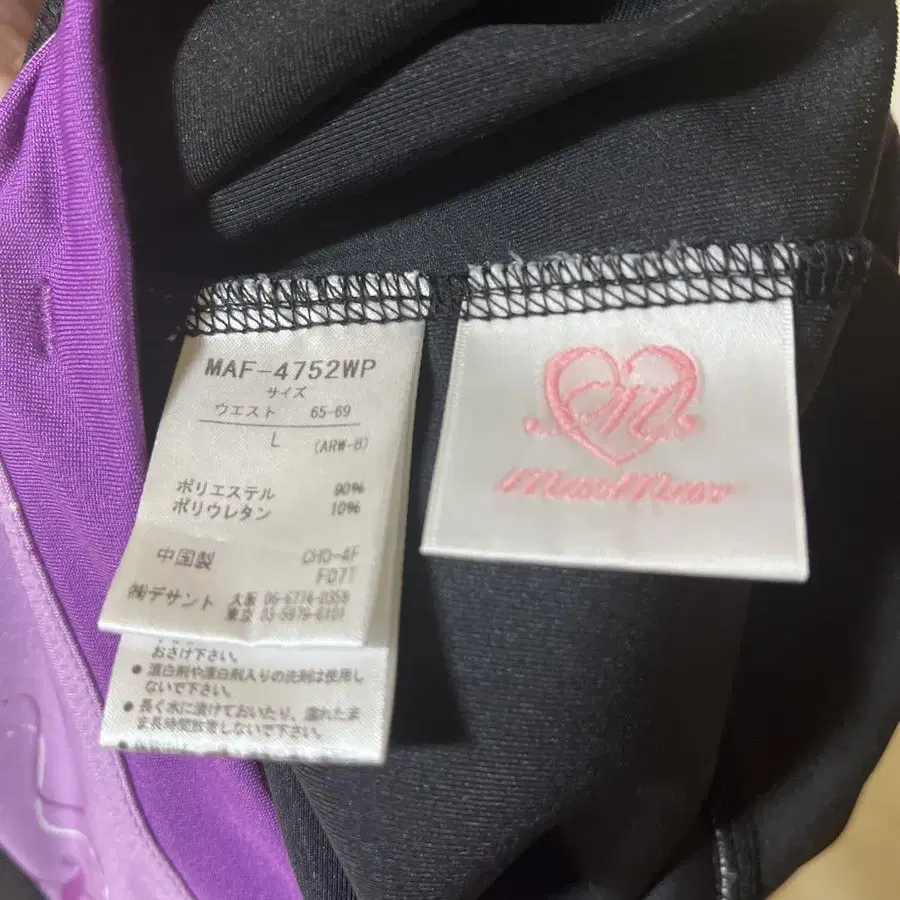 MAF-4752WP
サイズ
ウエスト 65-69
L (ARW-B)
ポリエステル 90%
ポリウレタン 10%
中国製 CHO-4F
F07T
㈱デサント 大阪 06-6774-0358
東京 03-5979-6101
おさけ下さい。
● 漂白剤や漂白剤入りの洗剤は使用し
ないで下さい。
● 長く水に漬けておいたり、濡れたま
ま長時間放置しないで下さい。
M